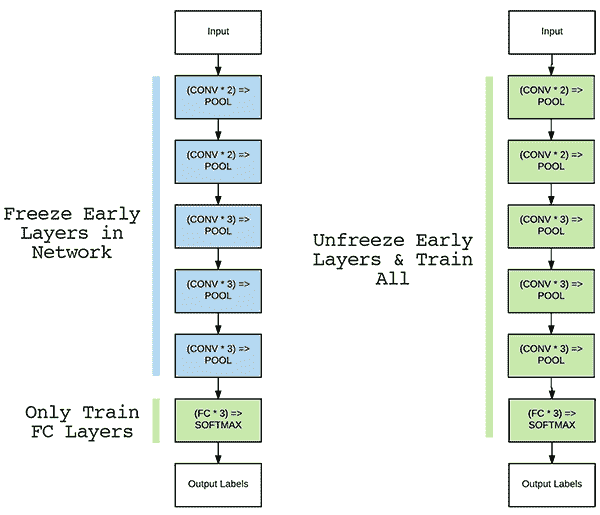 Input
(CONV * 2) =>
POOL
(CONV * 2) =>
POOL
(CONV * 3) =>
POOL
(CONV * 3) =>
POOL
(CONV * 3) =>
POOL
(FC * 3) =>
SOFTMAX
Output Labels
Freeze Early
Layers in
Network
Only Train
FC Layers
Input
(CONV * 2) =>
POOL
(CONV * 2) =>
POOL
(CONV * 3) =>
POOL
(CONV * 3) =>
POOL
(CONV * 3) =>
POOL
(FC * 3) =>
SOFTMAX
Output Labels
Unfreeze Early
Layers & Train
All